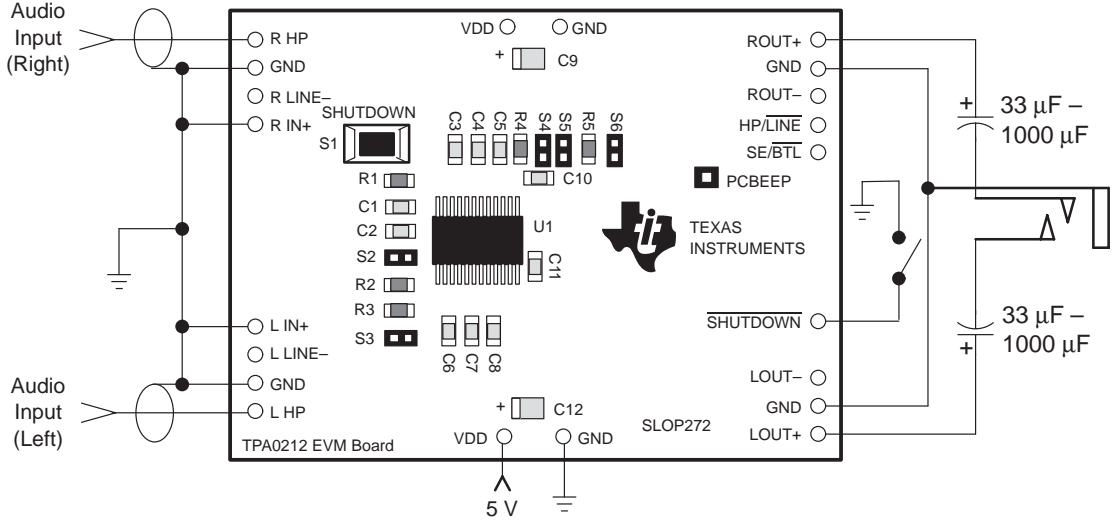 Audio
Input
(Right)
R HP
GND
R LINE–
R IN+
SHUTDOWN
S1
R1
C1
C2
S2
R2
R3
S3
VDD
GND
+
C9
C3
C4
C5
R4
S4
S5
R5
S6
C10
U1
C11
PCBEEP
TEXAS
INSTRUMENTS
ROUT+
GND
ROUT–
HP/LINE
SE/BTL
+
33 µF –
1000 µF
SHUTDOWN
+
33 µF –
1000 µF
LOUT–
GND
LOUT+
L IN+
L LINE–
GND
L HP
Audio
Input
(Left)
C6
C7
C8
+
C12
VDD
GND
SLOP272
TPA0212 EVM Board
5 V